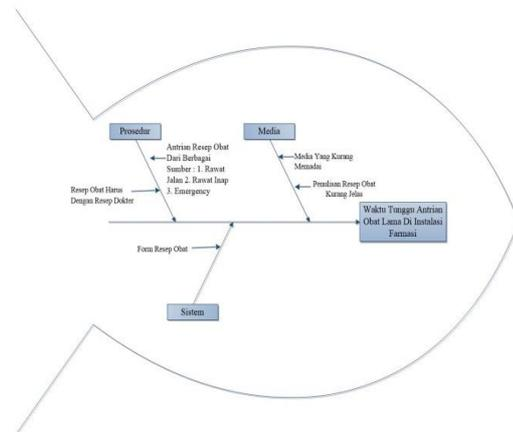 Prosedur
Media
Antrian Resep Obat
Dari Berbagai
Sumber : 1. Rawat
Jalan 2. Rawat Inap
3. Emergency
Resep Obat Harus
Dengan Resep Dokter
Media Yang Kurang
Memadai
Penulisan Resep Obat
Kurang Jelas
Waktu Tunggu Antrian
Obat Lama Di Instalasi
Farmasi
Form Resep Obat
Sistem